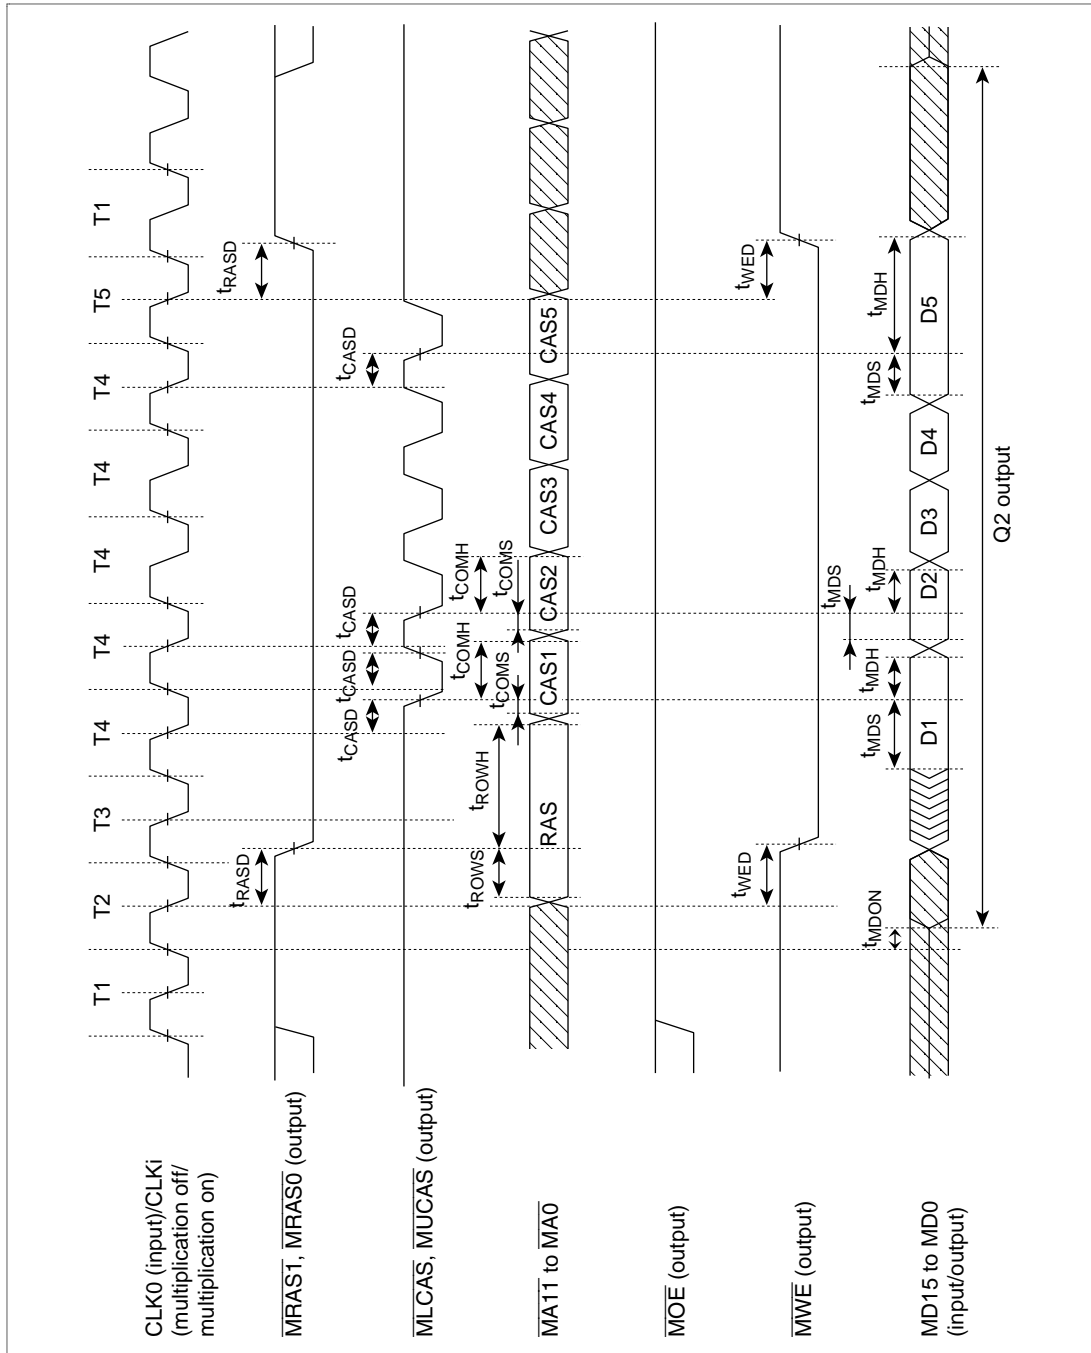 T1
T2
T3
T4
T4
T4
T4
T4
T5
T1
CLK0 (input)/CLKi
(multiplication off/
multiplication on)
tRASD
tRASD
MRAS1, MRAS0 (output)
tCASD
tCASD
tCASD
tCASD
MLCAS, MUCAS (output)
tROWS
tROWH
tCOMS
tCOMH
tCOMS
tCOMH
RAS
CAS1
CAS2
CAS3
CAS4
CAS5
MA11 to MA0
MOE (output)
tWED
tWED
MWE (output)
tMDON
tMDS
tMDH
tMDS
tMDH
tMDS
tMDH
D1
D2
D3
D4
D5
MD15 to MD0
(input/output)
Q2 output